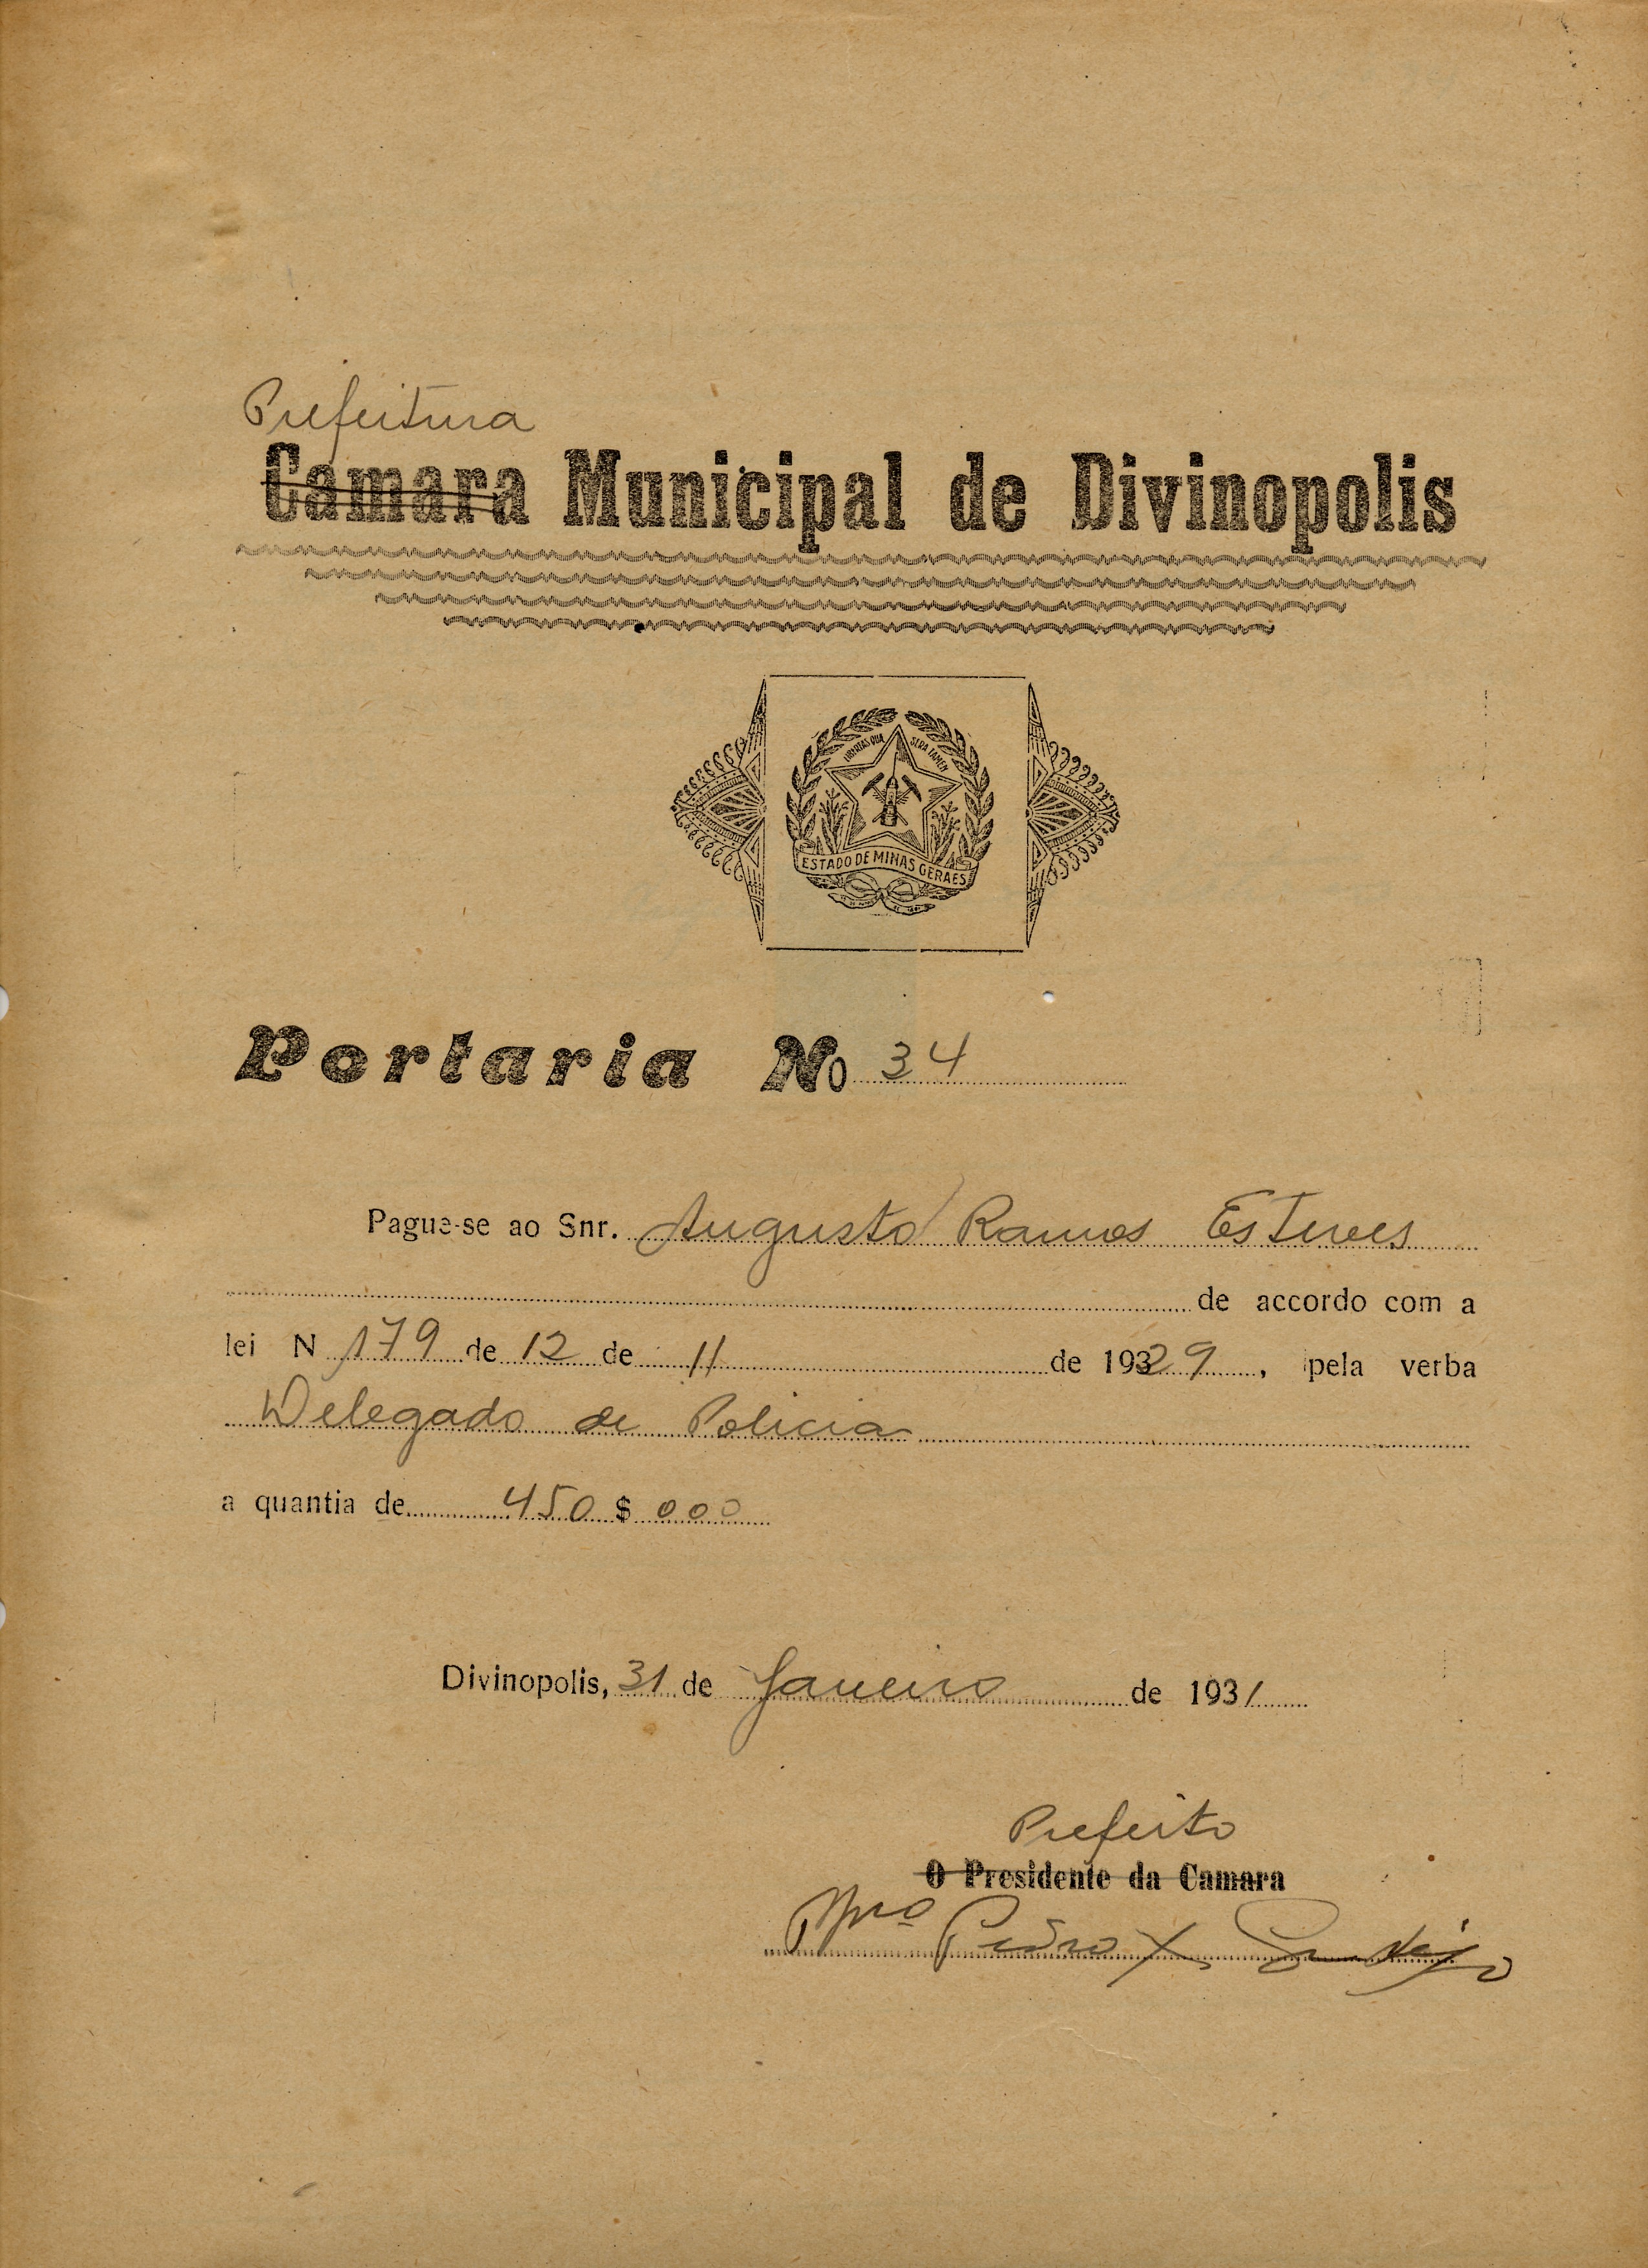 Prefeitura
Camara Municipal de Divinopolis
LIBERTAS QUÆ SERA TAMEN
ESTADO DE MINAS GERAES
Portaria No 34
Pague-se ao Snr. Augusto Ramos Esteves
de accordo com a
lei N 179 de 12 de 11 de 1929, pela verba
Delegado de Policia
a quantia de 450$000
Divinopolis, 31 de Janeiro de 1931
Prefeito
O Presidente da Camara
Pedro X